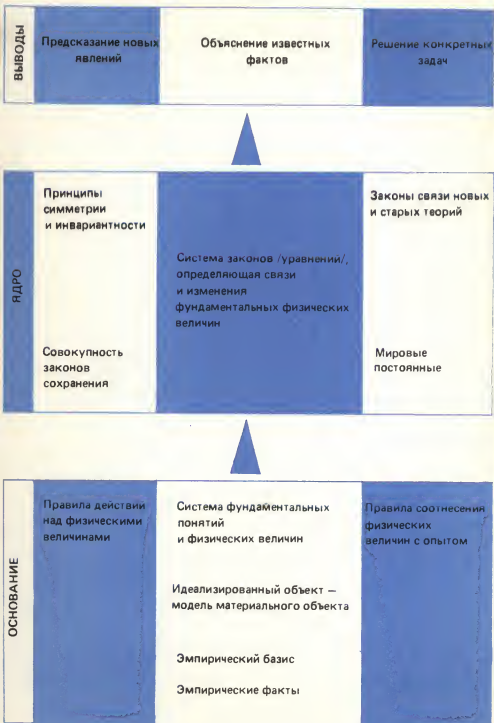 ВЫВОДЫ
Предсказание новых
явлений
Объяснение известных
фактов
Решение конкретных
задач
ЯДРО
Принципы
симметрии
и инвариантности
Совокупность
законов
сохранения
Система законов /уравнений/,
определяющая связи
и изменения
фундаментальных физических
величин
Законы связи новых
и старых теорий
Мировые
постоянные
ОСНОВАНИЕ
Правила действии
над физическими
величинами
Система фундаментальных
понятий
и физических величин
Идеализированный объект —
модель материального объекта
Эмпирический базис
Эмпирические факты
Правила соотнесения
физических
величин с опытом